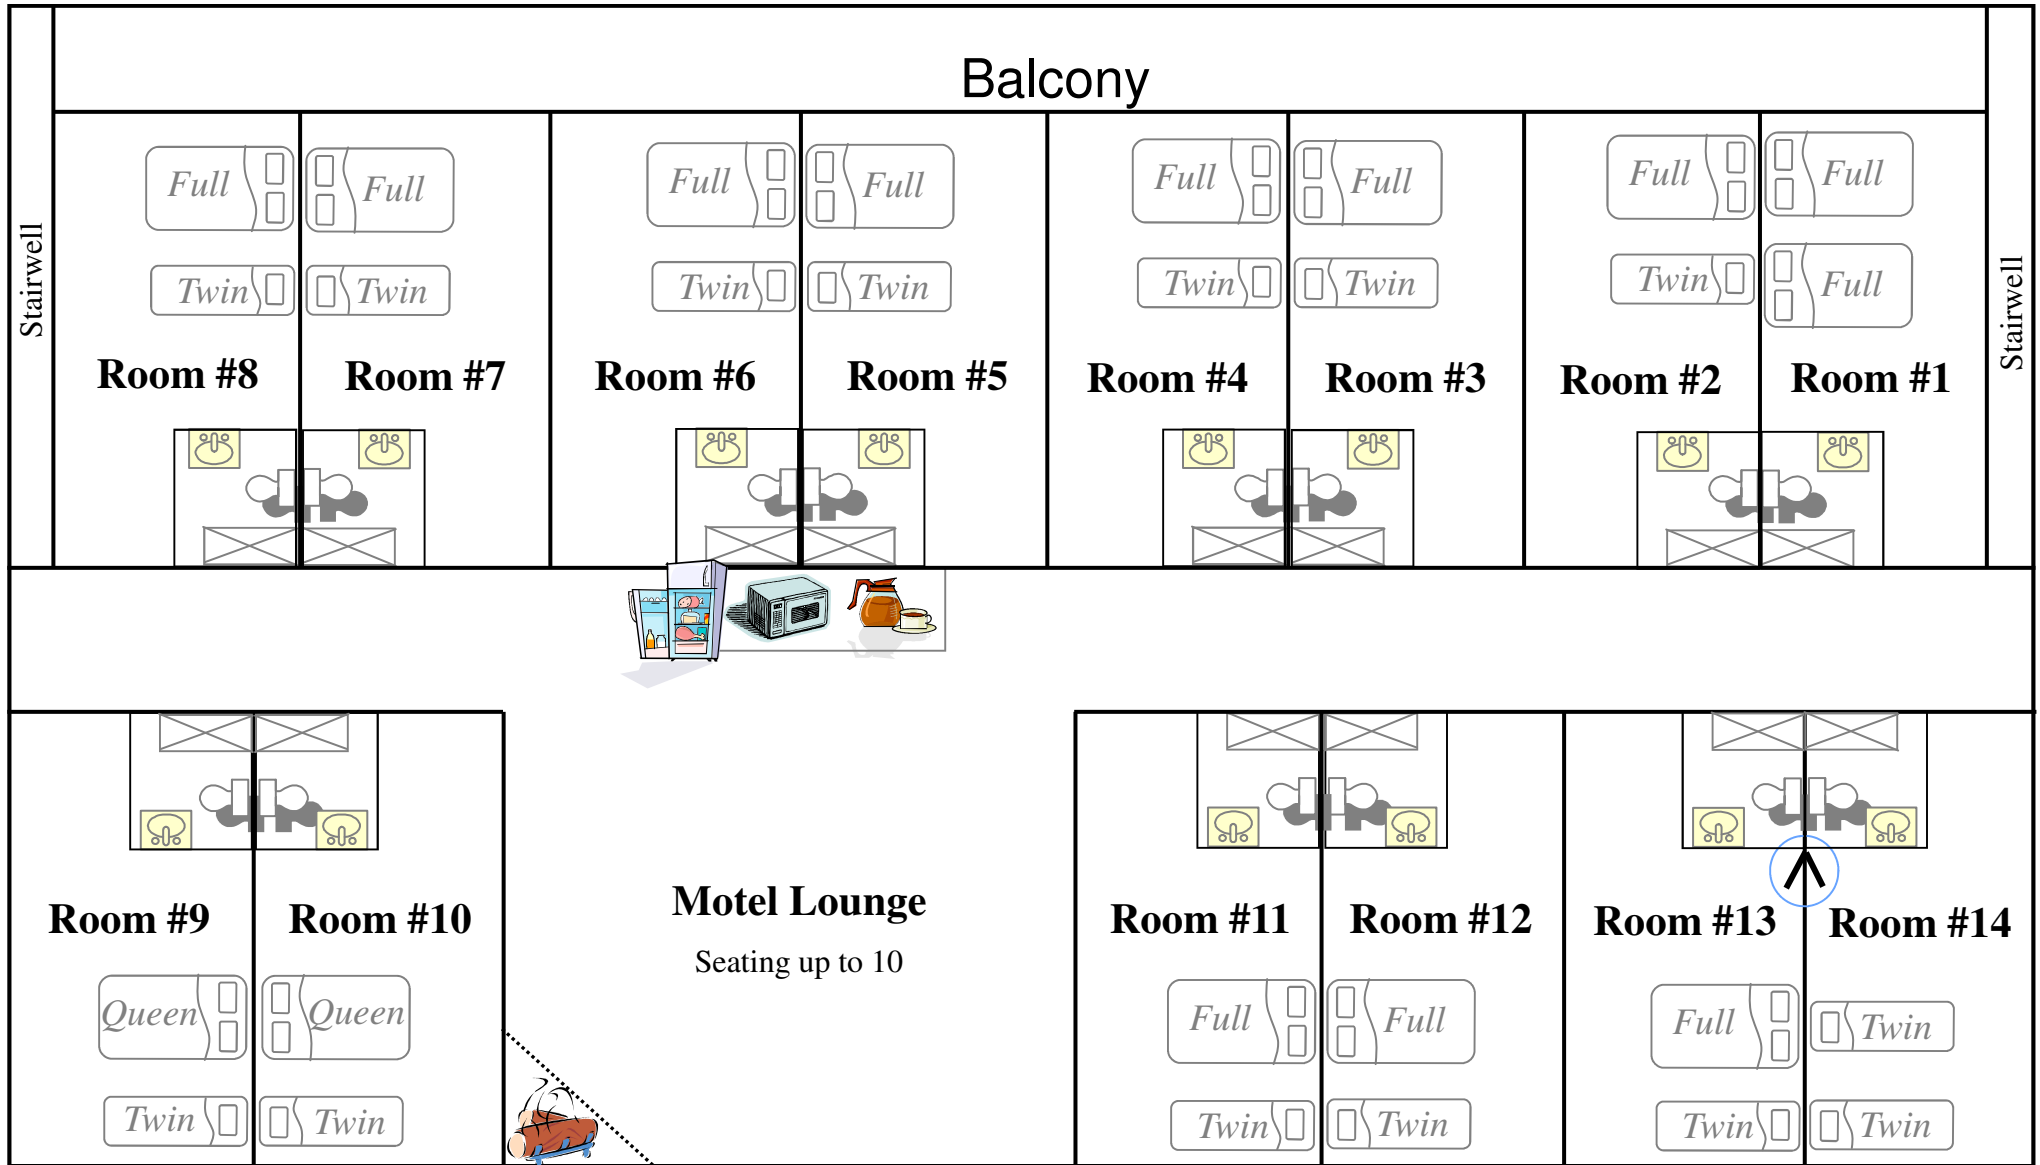 Balcony
Stairwell
Full
Full
Full
Full
Full
Full
Full
Full
Twin
Twin
Twin
Twin
Twin
Twin
Twin
Full
Stairwell
Room #8
Room #7
Room #6
Room #5
Room #4
Room #3
Room #2
Room #1
Room #9
Room #10
Motel Lounge
Seating up to 10
Room #11
Room #12
Room #13
Room #14
Queen
Queen
Full
Full
Full
Twin
Twin
Twin
Twin
Twin
Twin
Twin